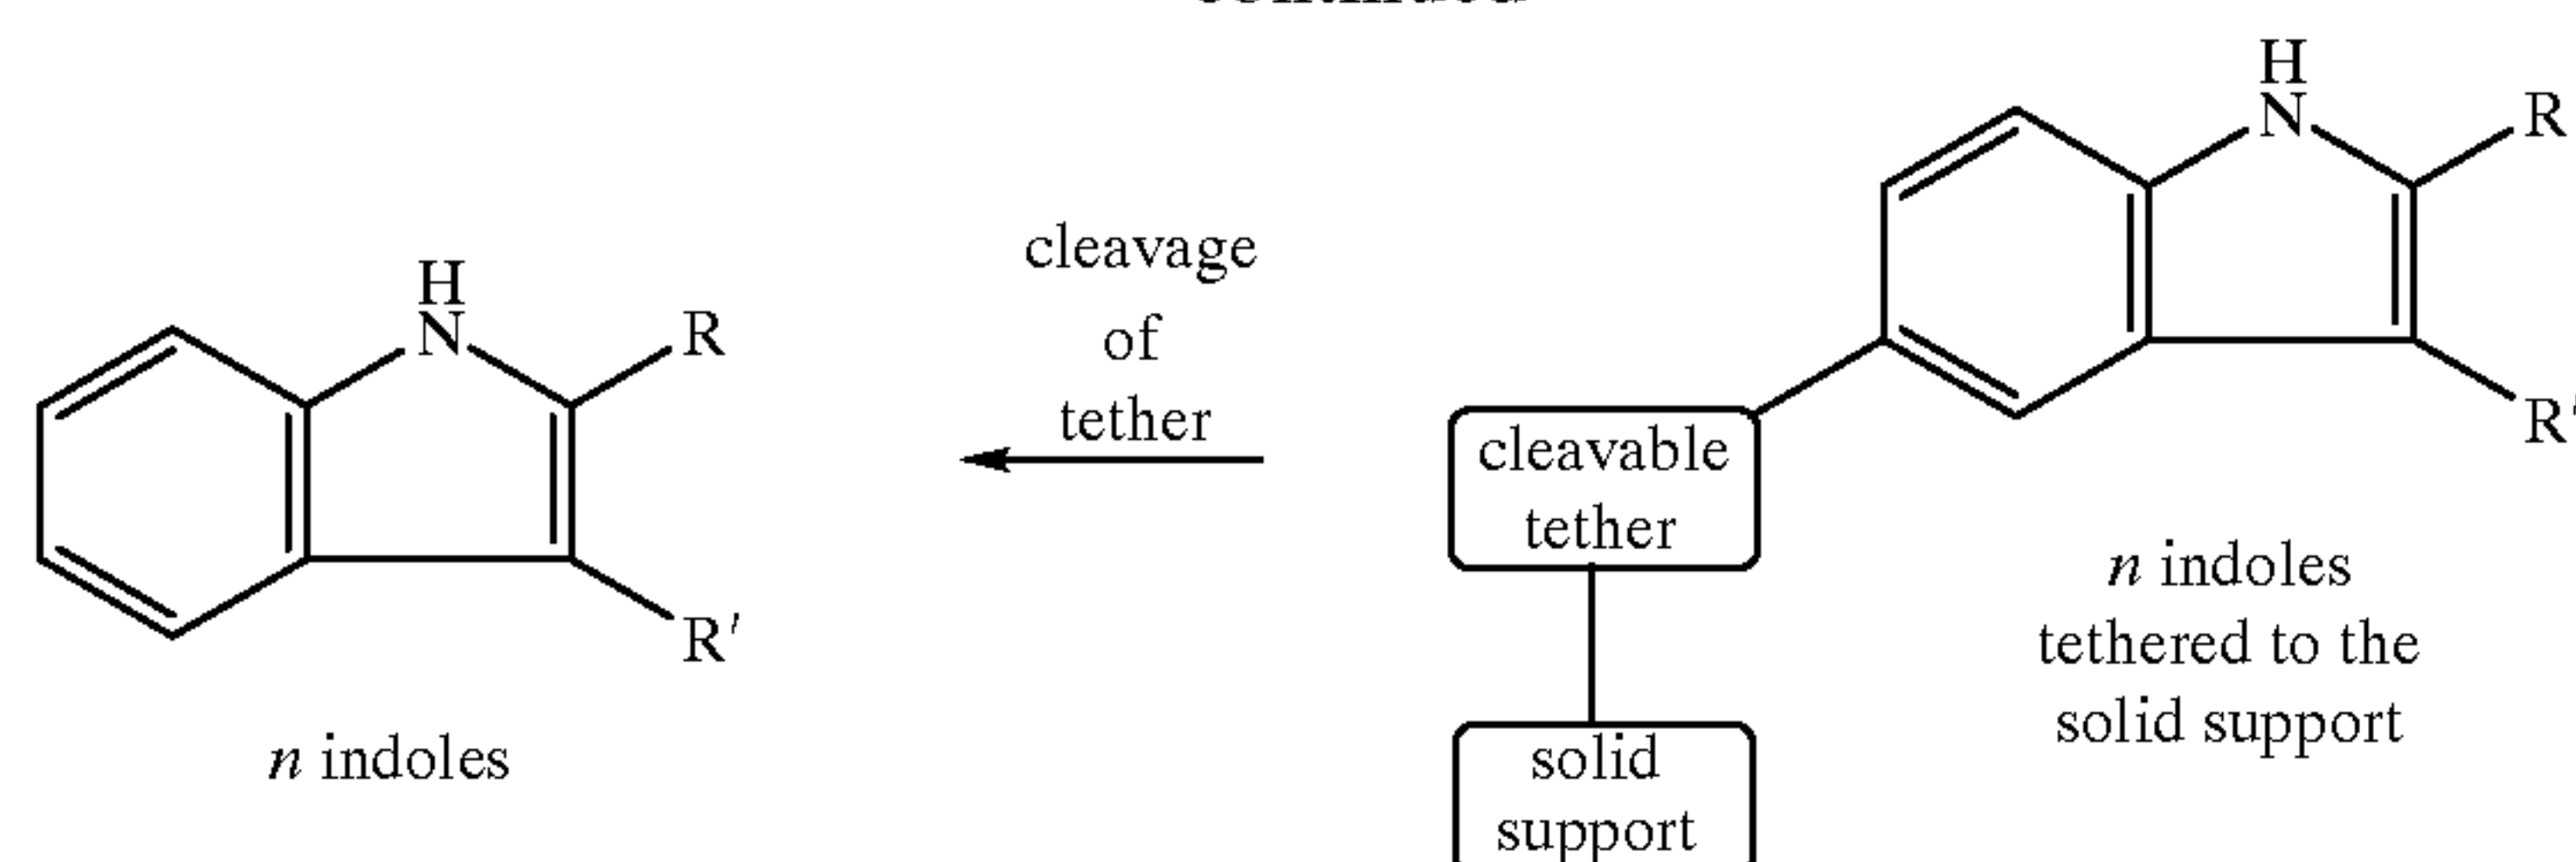 H
N
R
R'
n indoles
cleavage
of
tether
H
N
R
R'
cleavable
tether
solid
support
n indoles
tethered to the
solid support